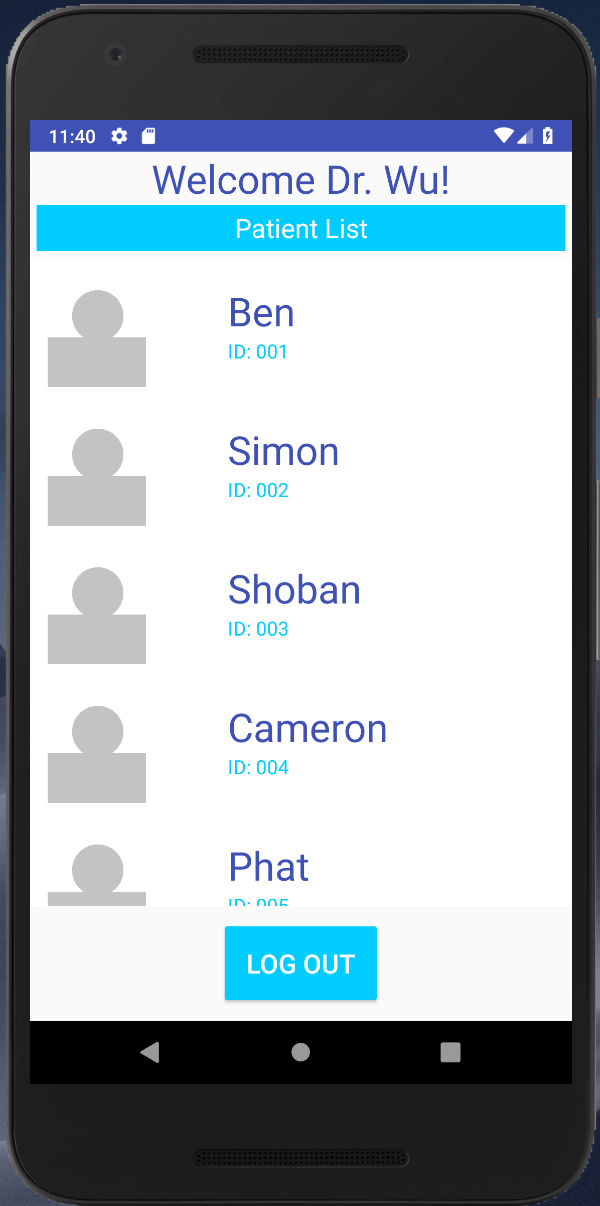 11:40
Welcome Dr. Wu!
Patient List
Ben
ID: 001
Simon
ID: 002
Shoban
ID: 003
Cameron
ID: 004
Phat
ID: 005
LOG OUT